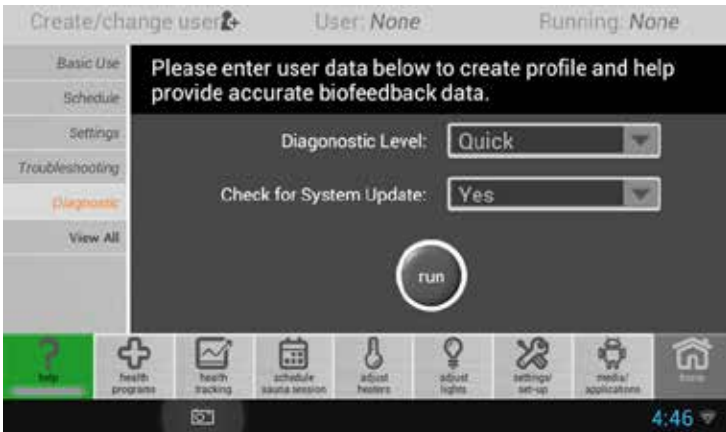 Create/change user
User: None
Running: None
Basic Use
Schedule
Settings
Troubleshooting
Diagnostic
View All
Please enter user data below to create profile and help
provide accurate biofeedback data.
Diagonostic Level:
Quick
Check for System Update:
Yes
run
help
health
programs
health
tracking
schedule
sauna session
adjust
heaters
adjust
lights
settings/
set-up
media/
applications
home
4:46